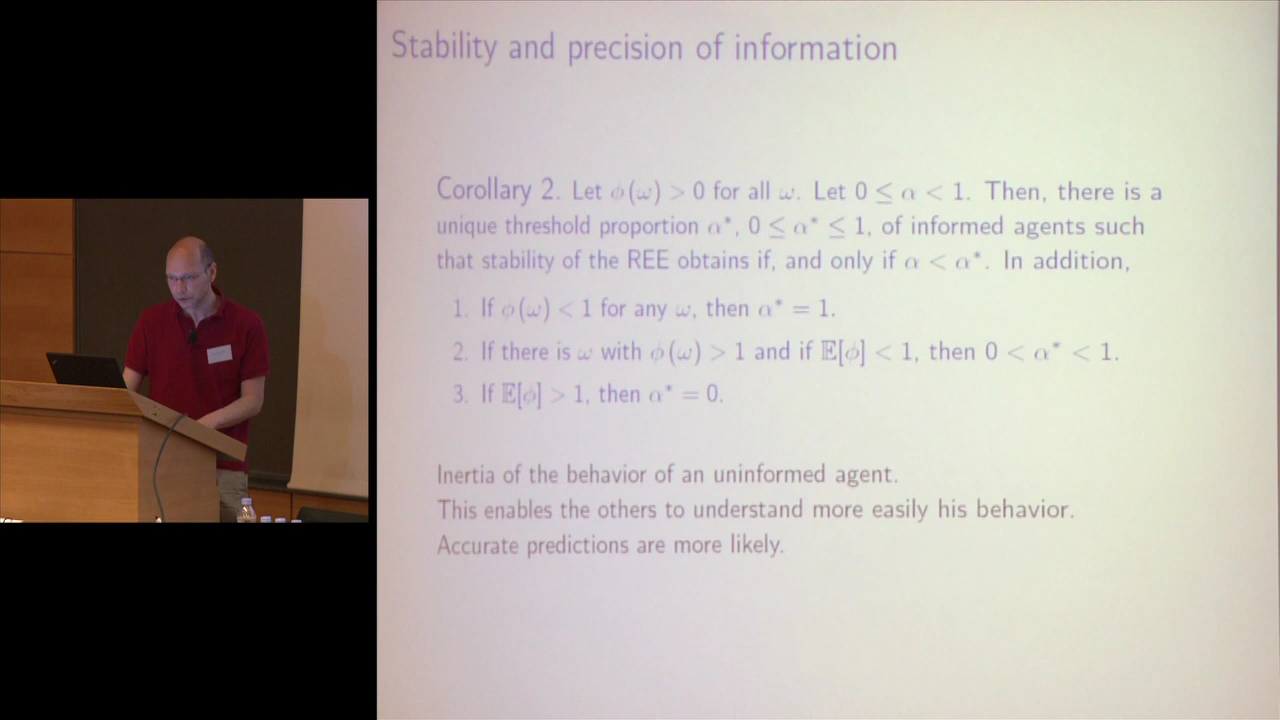 Stability and precision of information
Corollary 2. Let ϕ(ω) > 0 for all ω. Let 0 ≤ α < 1. Then, there is a
unique threshold proportion α*, 0 ≤ α* ≤ 1, of informed agents such
that stability of the REE obtains if, and only if α < α*. In addition,
1. If ϕ(ω) < 1 for any ω, then α* = 1.
2. If there is ω with ϕ(ω) > 1 and if 𝔼[ϕ] < 1, then 0 < α* < 1.
3. If 𝔼[ϕ] > 1, then α* = 0.
Inertia of the behavior of an uninformed agent.
This enables the others to understand more easily his behavior.
Accurate predictions are more likely.